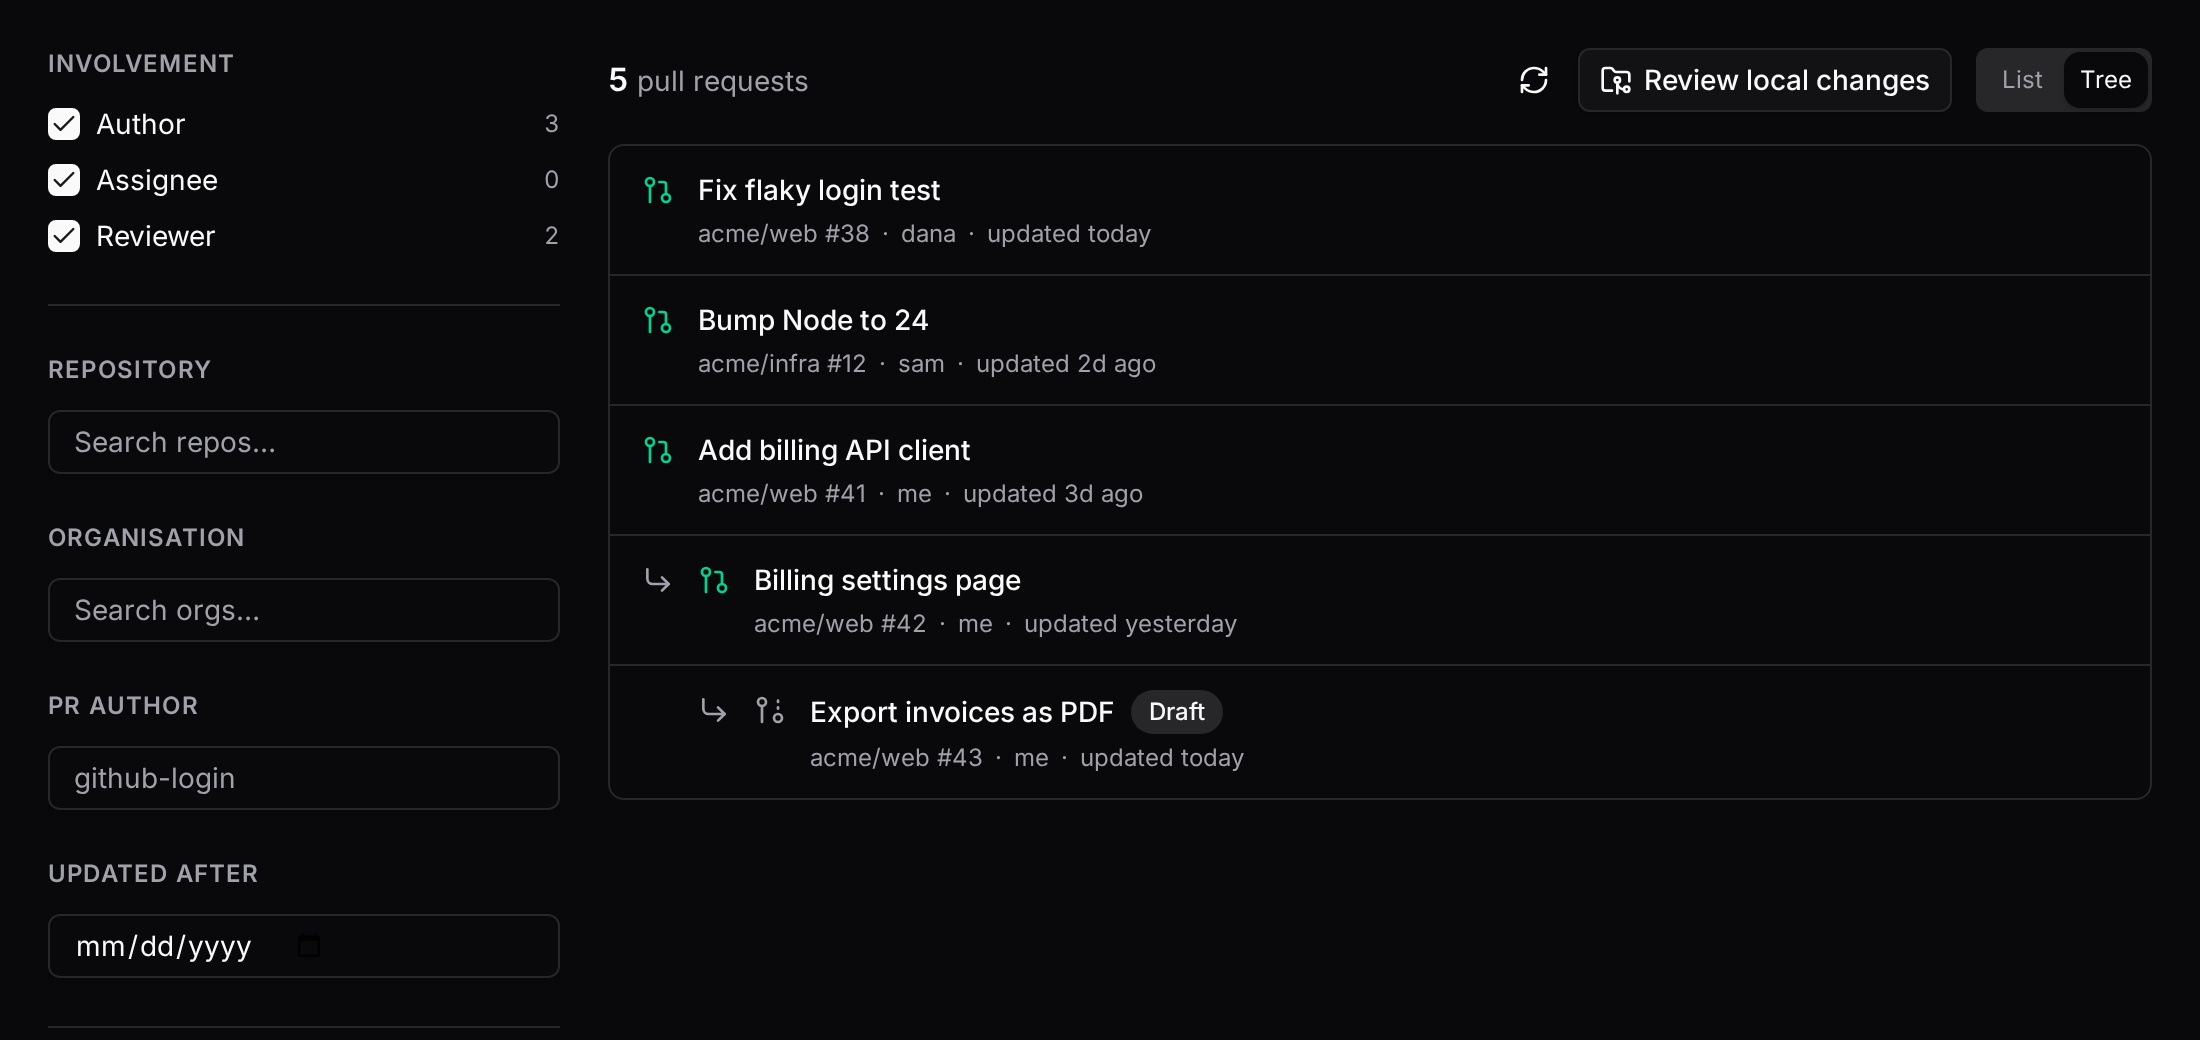 INVOLVEMENT
Author 3
Assignee 0
Reviewer 2
REPOSITORY
Search repos...
ORGANISATION
Search orgs...
PR AUTHOR
github-login
UPDATED AFTER
mm/dd/yyyy
5 pull requests
Review local changes
List Tree
Fix flaky login test
acme/web #38 · dana · updated today
Bump Node to 24
acme/infra #12 · sam · updated 2d ago
Add billing API client
acme/web #41 · me · updated 3d ago
Billing settings page
acme/web #42 · me · updated yesterday
Export invoices as PDF Draft
acme/web #43 · me · updated today